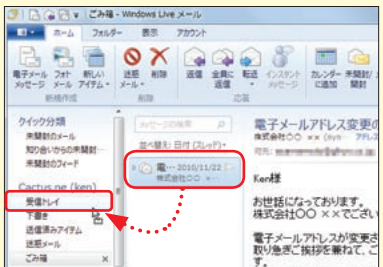 ごみ箱 - Windows Live メール
ホーム フォルダー 表示 アカウント
電子メール メッセージ
フォト メール
新しい アイテム
迷惑 メール
削除
返信
全員に 返信
転送
インスタント メッセージ
カレンダー に追加
未開封/ 開封
新規作成
削除
応答
クイック分類
未開封のメール
知り合いからの未開封…
未開封のフィード
Cactus.ne (ken)
受信トレイ
下書き
送信済みアイテム
迷惑メール
ごみ箱
メッセージの検索
並べ替え: 日付 (スレッド)
電… 2010/11/22
株式会社〇〇 ×…
電子メールアドレス変更の
株式会社〇〇 ××
宛先:
Ken様
お世話になっております。
株式会社〇〇 ××でござい
電子メールアドレスが変更さ
取り急ぎご挨拶を兼ねて、ご
す。